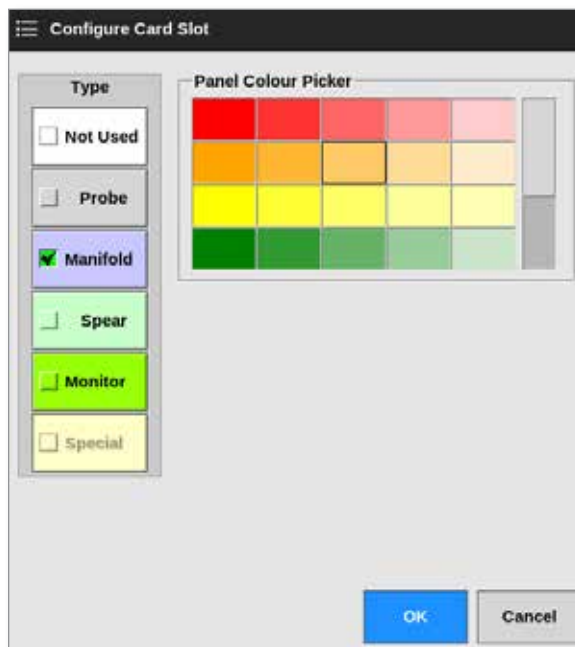 Configure Card Slot
Type
Panel Colour Picker
Not Used
Probe
Manifold
Spear
Monitor
Special
OK
Cancel